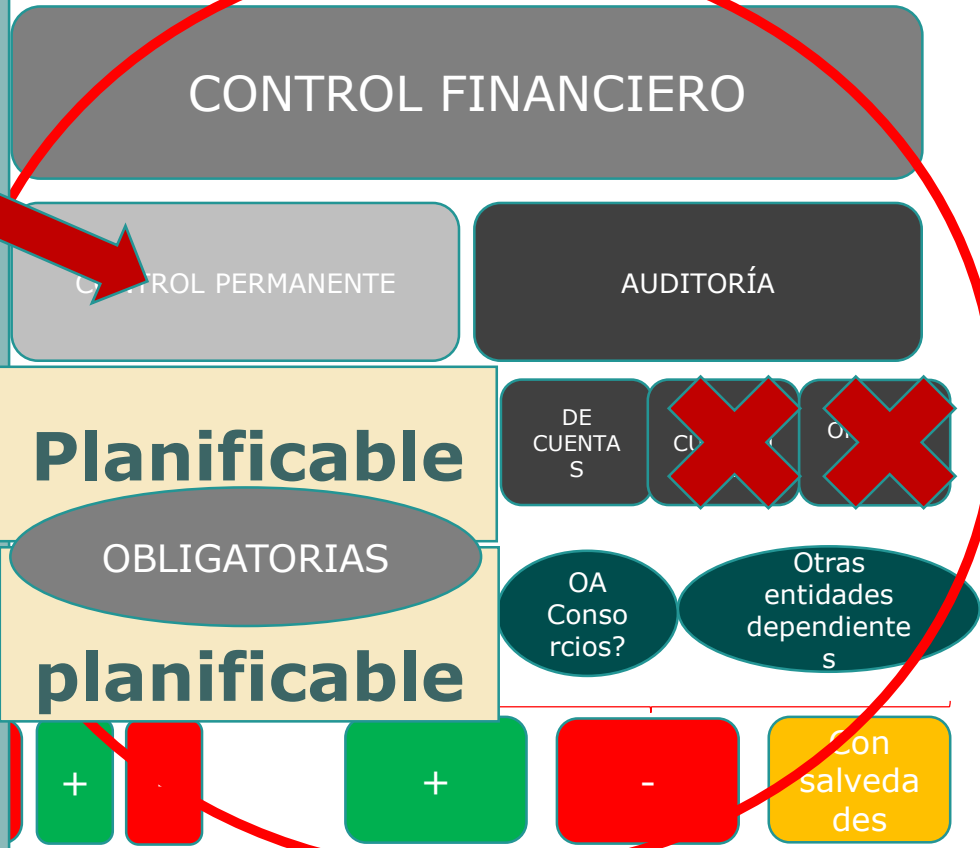 CONTROL FINANCIERO
CONTROL PERMANENTE
AUDITORÍA
DE
CUENTA
S
Planificable
OBLIGATORIAS
planificable
OA
Conso
rcios?
Otras
entidades
dependiente
s
+
+
-
Con
salveda
des